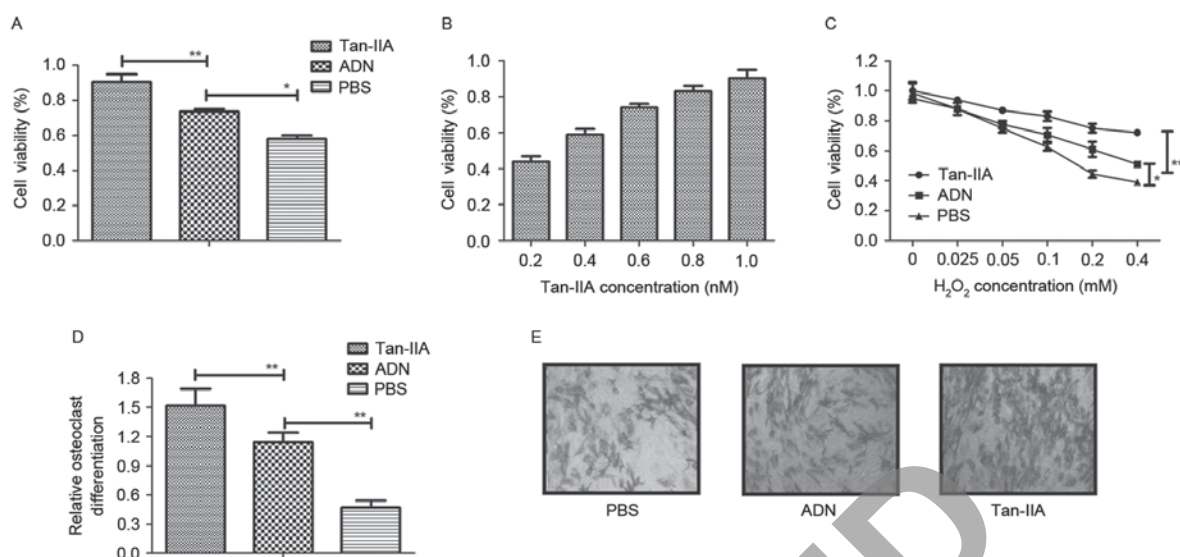 A
Tan-IIA
ADN
PBS
Cell viability (%)
1.0
0.8
0.6
0.4
0.2
0.0
**
*
B
Cell viability (%)
1.0
0.8
0.6
0.4
0.2
0.0
0.2 0.4 0.6 0.8 1.0
Tan-IIA concentration (nM)
C
Cell viability (%)
1.2
1.0
0.8
0.6
0.4
0.2
0.0
Tan-IIA
ADN
PBS
*
**
0 0.025 0.05 0.1 0.2 0.4
H₂O₂ concentration (mM)
D
Tan-IIA
ADN
PBS
Relative osteoclast
differentiation
1.8
1.5
1.2
0.9
0.6
0.3
0.0
**
**
E
PBS
ADN
Tan-IIA